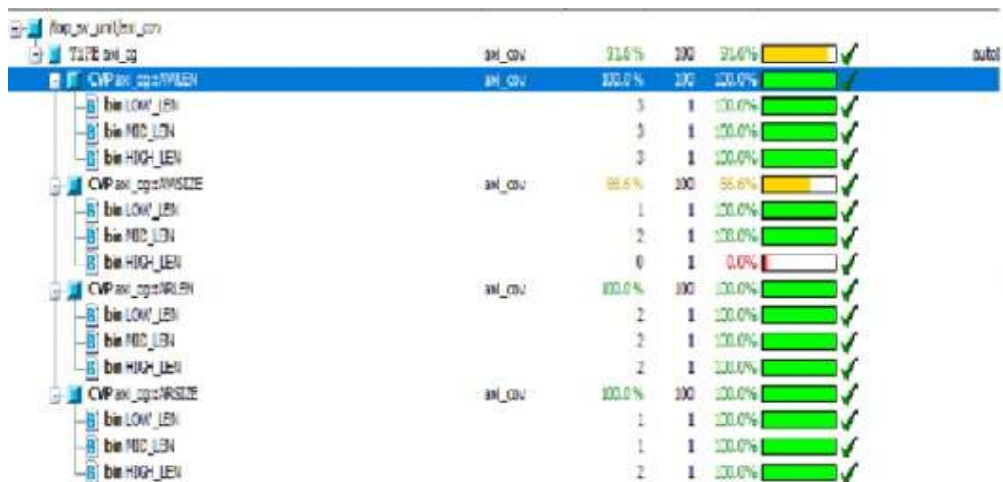 /top_sv_unit/axi_cov
TYPE axi_cg axi_cov 91.6% 100 91.6% auto(
CVP axi_cg::AWLEN axi_cov 100.0% 100 100.0%
bin LOW_LEN 3 1 100.0%
bin MID_LEN 3 1 100.0%
bin HIGH_LEN 3 1 100.0%
CVP axi_cg::AWSIZE axi_cov 66.6% 100 66.6%
bin LOW_LEN 1 1 100.0%
bin MID_LEN 2 1 100.0%
bin HIGH_LEN 0 1 0.0%
CVP axi_cg::ARLEN axi_cov 100.0% 100 100.0%
bin LOW_LEN 2 1 100.0%
bin MID_LEN 2 1 100.0%
bin HIGH_LEN 2 1 100.0%
CVP axi_cg::ARSIZE axi_cov 100.0% 100 100.0%
bin LOW_LEN 1 1 100.0%
bin MID_LEN 1 1 100.0%
bin HIGH_LEN 2 1 100.0%